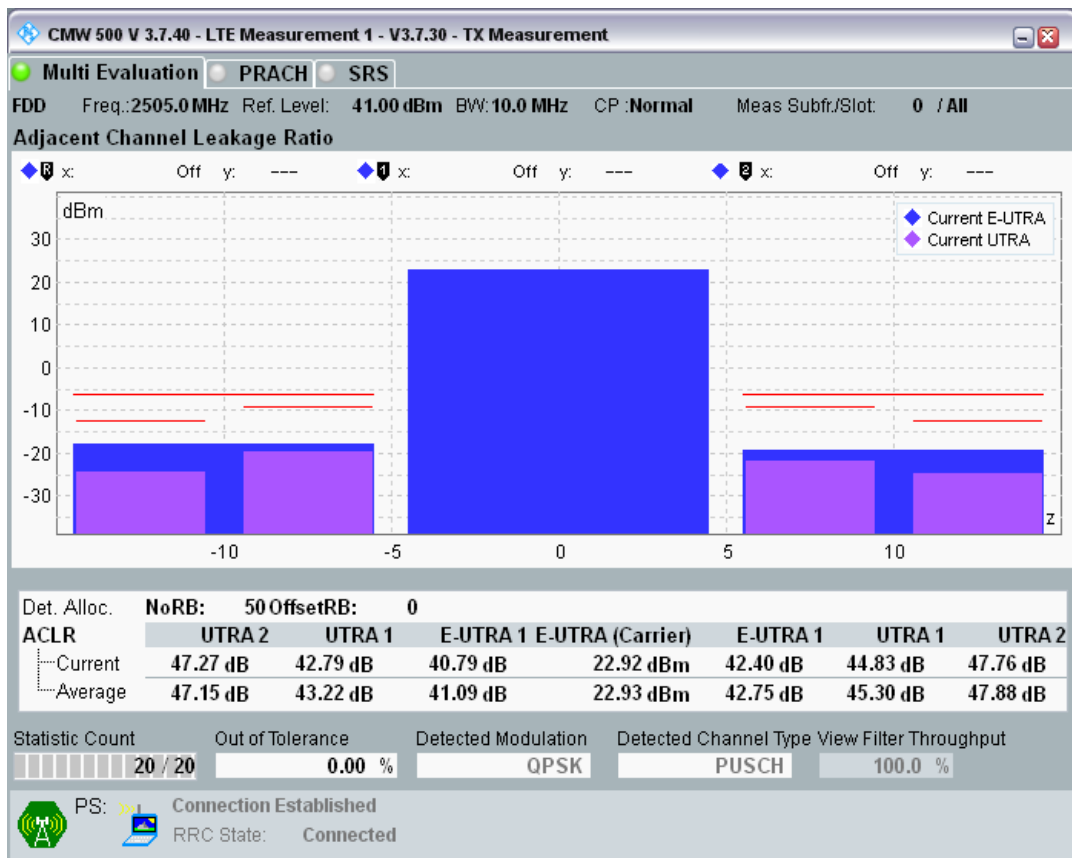 CMW 500 V 3.7.40 - LTE Measurement 1 - V3.7.30 - TX Measurement
Multi Evaluation PRACH SRS
FDD Freq.:2505.0 MHz Ref. Level: 41.00 dBm BW:10.0 MHz CP :Normal Meas Subfr./Slot: 0 / All
Adjacent Channel Leakage Ratio
R x: Off y: --- 1 x: Off y: --- 2 x: Off y: ---
dBm
Current E-UTRA
Current UTRA
30
20
10
0
-10
-20
-30
z
-10 -5 0 5 10
Det. Alloc. NoRB: 50 OffsetRB: 0
ACLR UTRA 2 UTRA 1 E-UTRA 1 E-UTRA (Carrier) E-UTRA 1 UTRA 1 UTRA 2
Current 47.27 dB 42.79 dB 40.79 dB 22.92 dBm 42.40 dB 44.83 dB 47.76 dB
Average 47.15 dB 43.22 dB 41.09 dB 22.93 dBm 42.75 dB 45.30 dB 47.88 dB
Statistic Count Out of Tolerance Detected Modulation Detected Channel Type View Filter Throughput
20 / 20 0.00 % QPSK PUSCH 100.0 %
PS: Connection Established
RRC State: Connected